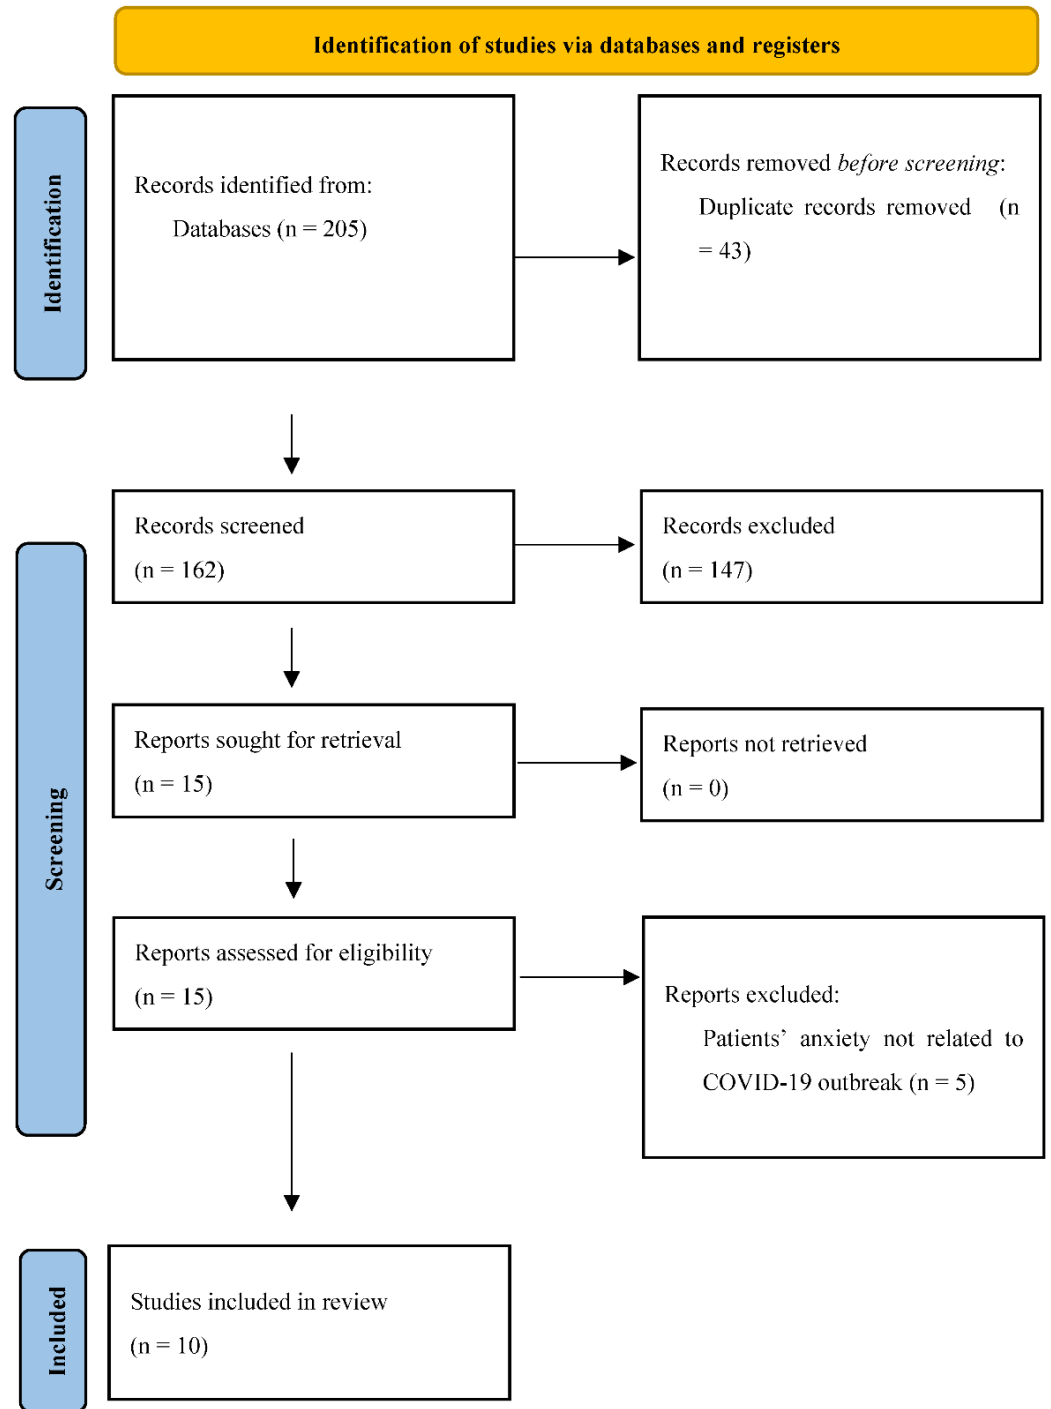 Identification of studies via databases and registers
Identification
Records identified from:
Databases (n = 205)
Records removed before screening:
Duplicate records removed (n
= 43)
Screening
Records screened
(n = 162)
Records excluded
(n = 147)
Reports sought for retrieval
(n = 15)
Reports not retrieved
(n = 0)
Reports assessed for eligibility
(n = 15)
Reports excluded:
Patients’ anxiety not related to
COVID-19 outbreak (n = 5)
Included
Studies included in review
(n = 10)